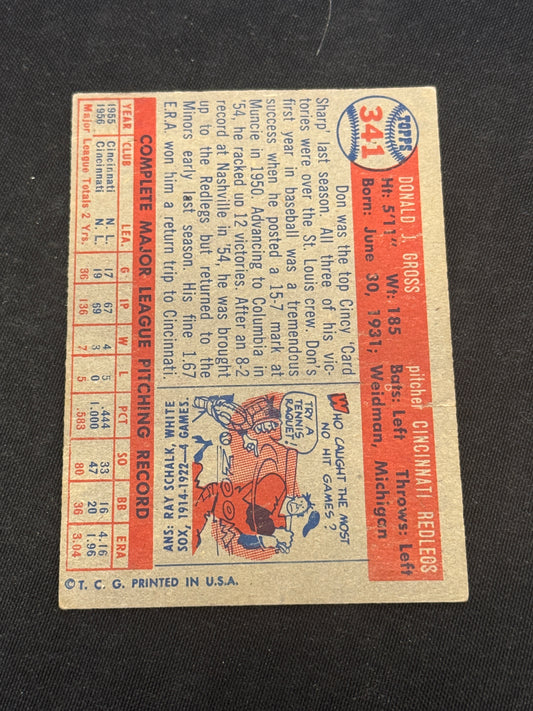 TOPPS
341
DONALD J. GROSS pitcher CINCINNATI REDLEGS
Ht: 5'11" Wt: 185 Bats: Left Throws: Left
Born: June 30, 1931; Weidman, Michigan
Don was the top Cincy 'Card
Sharp' last season. All three of his vic-
tories were over the St. Louis crew. Don's
first year in baseball was a tremendous
success when he posted a 15-7 mark at
Muncie in 1950. Advancing to Columbia in
'54, he racked up 12 victories. After an 8-2
record at Nashville in '54, he was brought
up to the Redlegs but returned to the
Minors early last season. His fine 1.67
E.R.A. won him a return trip to Cincinnati
WHO CAUGHT THE MOST
NO HIT GAMES?
TRY A
TENNIS
RAQUET!
ZOOM
ANS: RAY SCHALK, WHITE
SOX, 1914-1922—4 GAMES.
COMPLETE MAJOR LEAGUE PITCHING RECORD
YEAR CLUB LEA. G IP W L PCT SO BB ERA
1955 Cincinnati N. L. 17 67 4 5 .444 33 16 4.16
1956 Cincinnati N. L. 19 69 3 0 1.000 47 20 1.96
Major League Totals 2 Yrs. 36 136 7 5 .583 80 36 3.04
© T. C. G. PRINTED IN U.S.A.